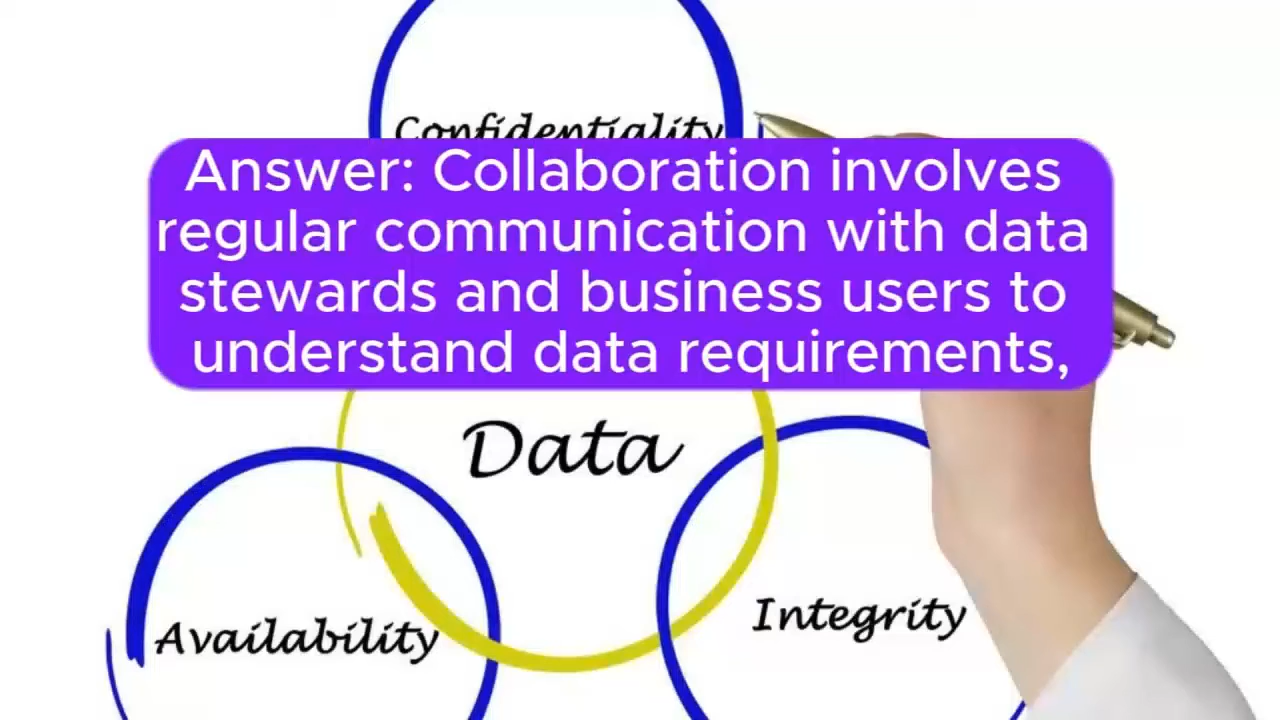 Confidentiality
Answer: Collaboration involves
regular communication with data
stewards and business users to
understand data requirements,
Data
Availability
Integrity